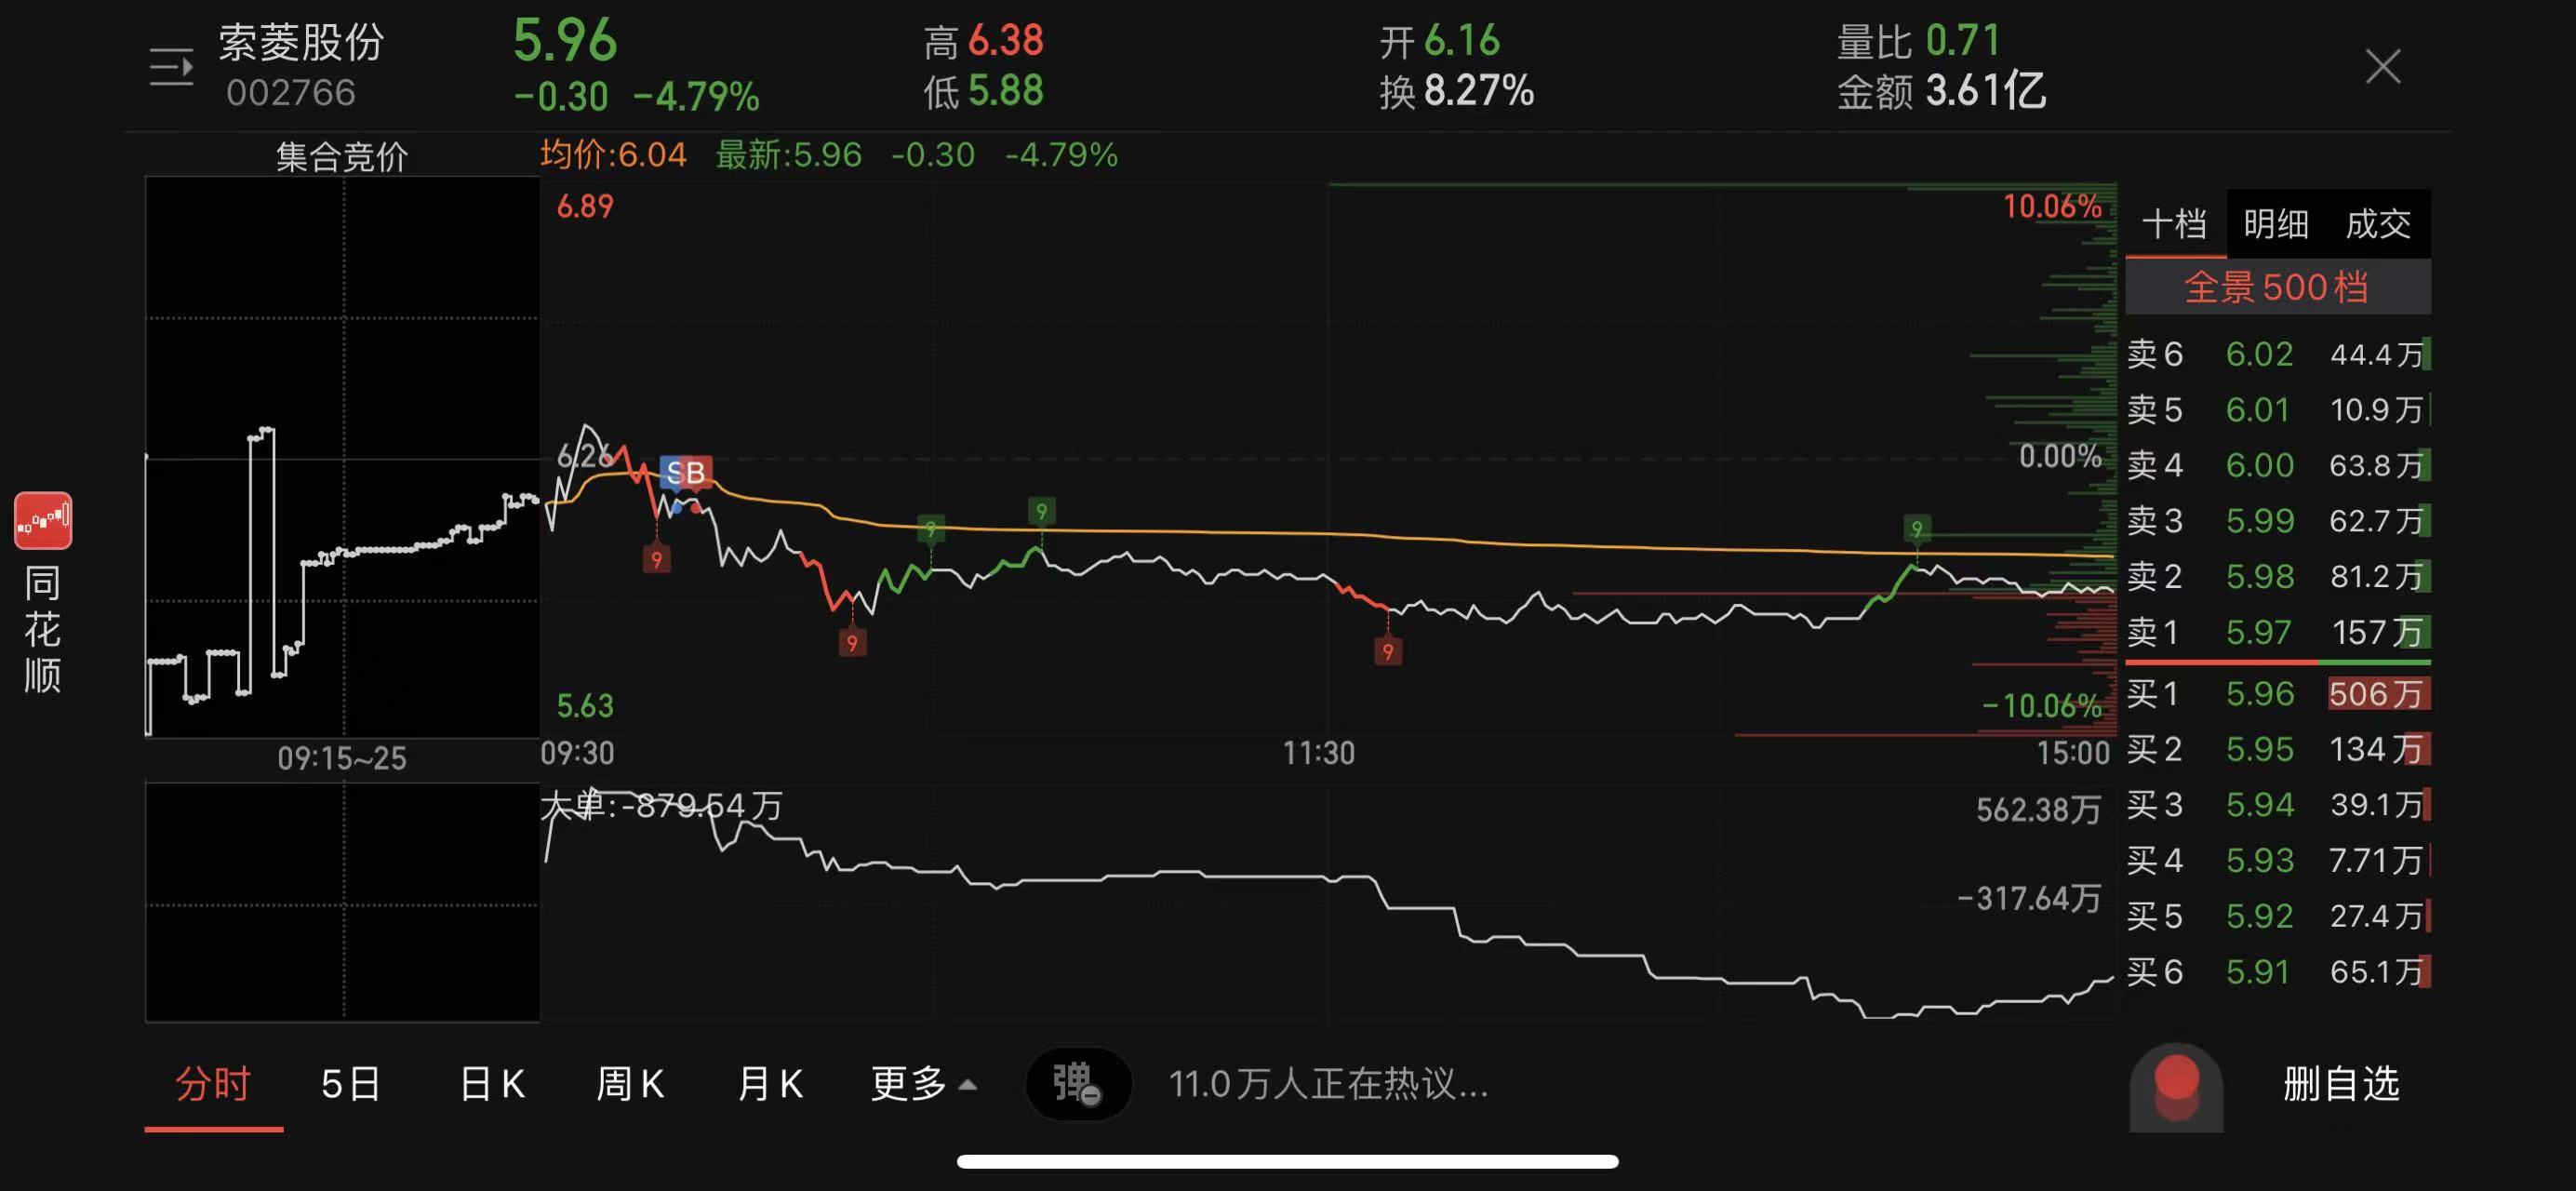 索菱股份
002766
5.96
-0.30 -4.79%
高 6.38
低 5.88
开 6.16
换 8.27%
量比 0.71
金额 3.61亿
集合竞价
均价:6.04 最新:5.96 -0.30 -4.79%
6.89
10.06%
6.26
0.00%
SB
9
9
9
9
9
9
5.63
-10.06%
09:15~25
09:30
11:30
15:00
大单:-879.54万
562.38万
-317.64万
同花顺
十档 明细 成交
全景500档
卖6 6.02 44.4万
卖5 6.01 10.9万
卖4 6.00 63.8万
卖3 5.99 62.7万
卖2 5.98 81.2万
卖1 5.97 157万
买1 5.96 506万
买2 5.95 134万
买3 5.94 39.1万
买4 5.93 7.71万
买5 5.92 27.4万
买6 5.91 65.1万
分时 5日 日K 周K 月K 更多 弹 11.0万人正在热议... 删自选